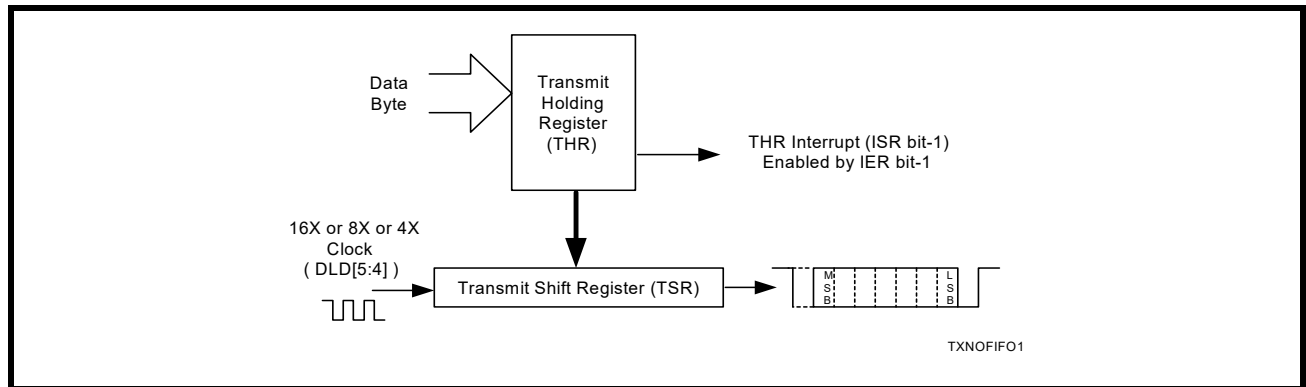 Data
Byte
Transmit
Holding
Register
(THR)
THR Interrupt (ISR bit-1)
Enabled by IER bit-1
16X or 8X or 4X
Clock
( DLD[5:4] )
Transmit Shift Register (TSR)
M
S
B
L
S
B
TXNOFIFO1